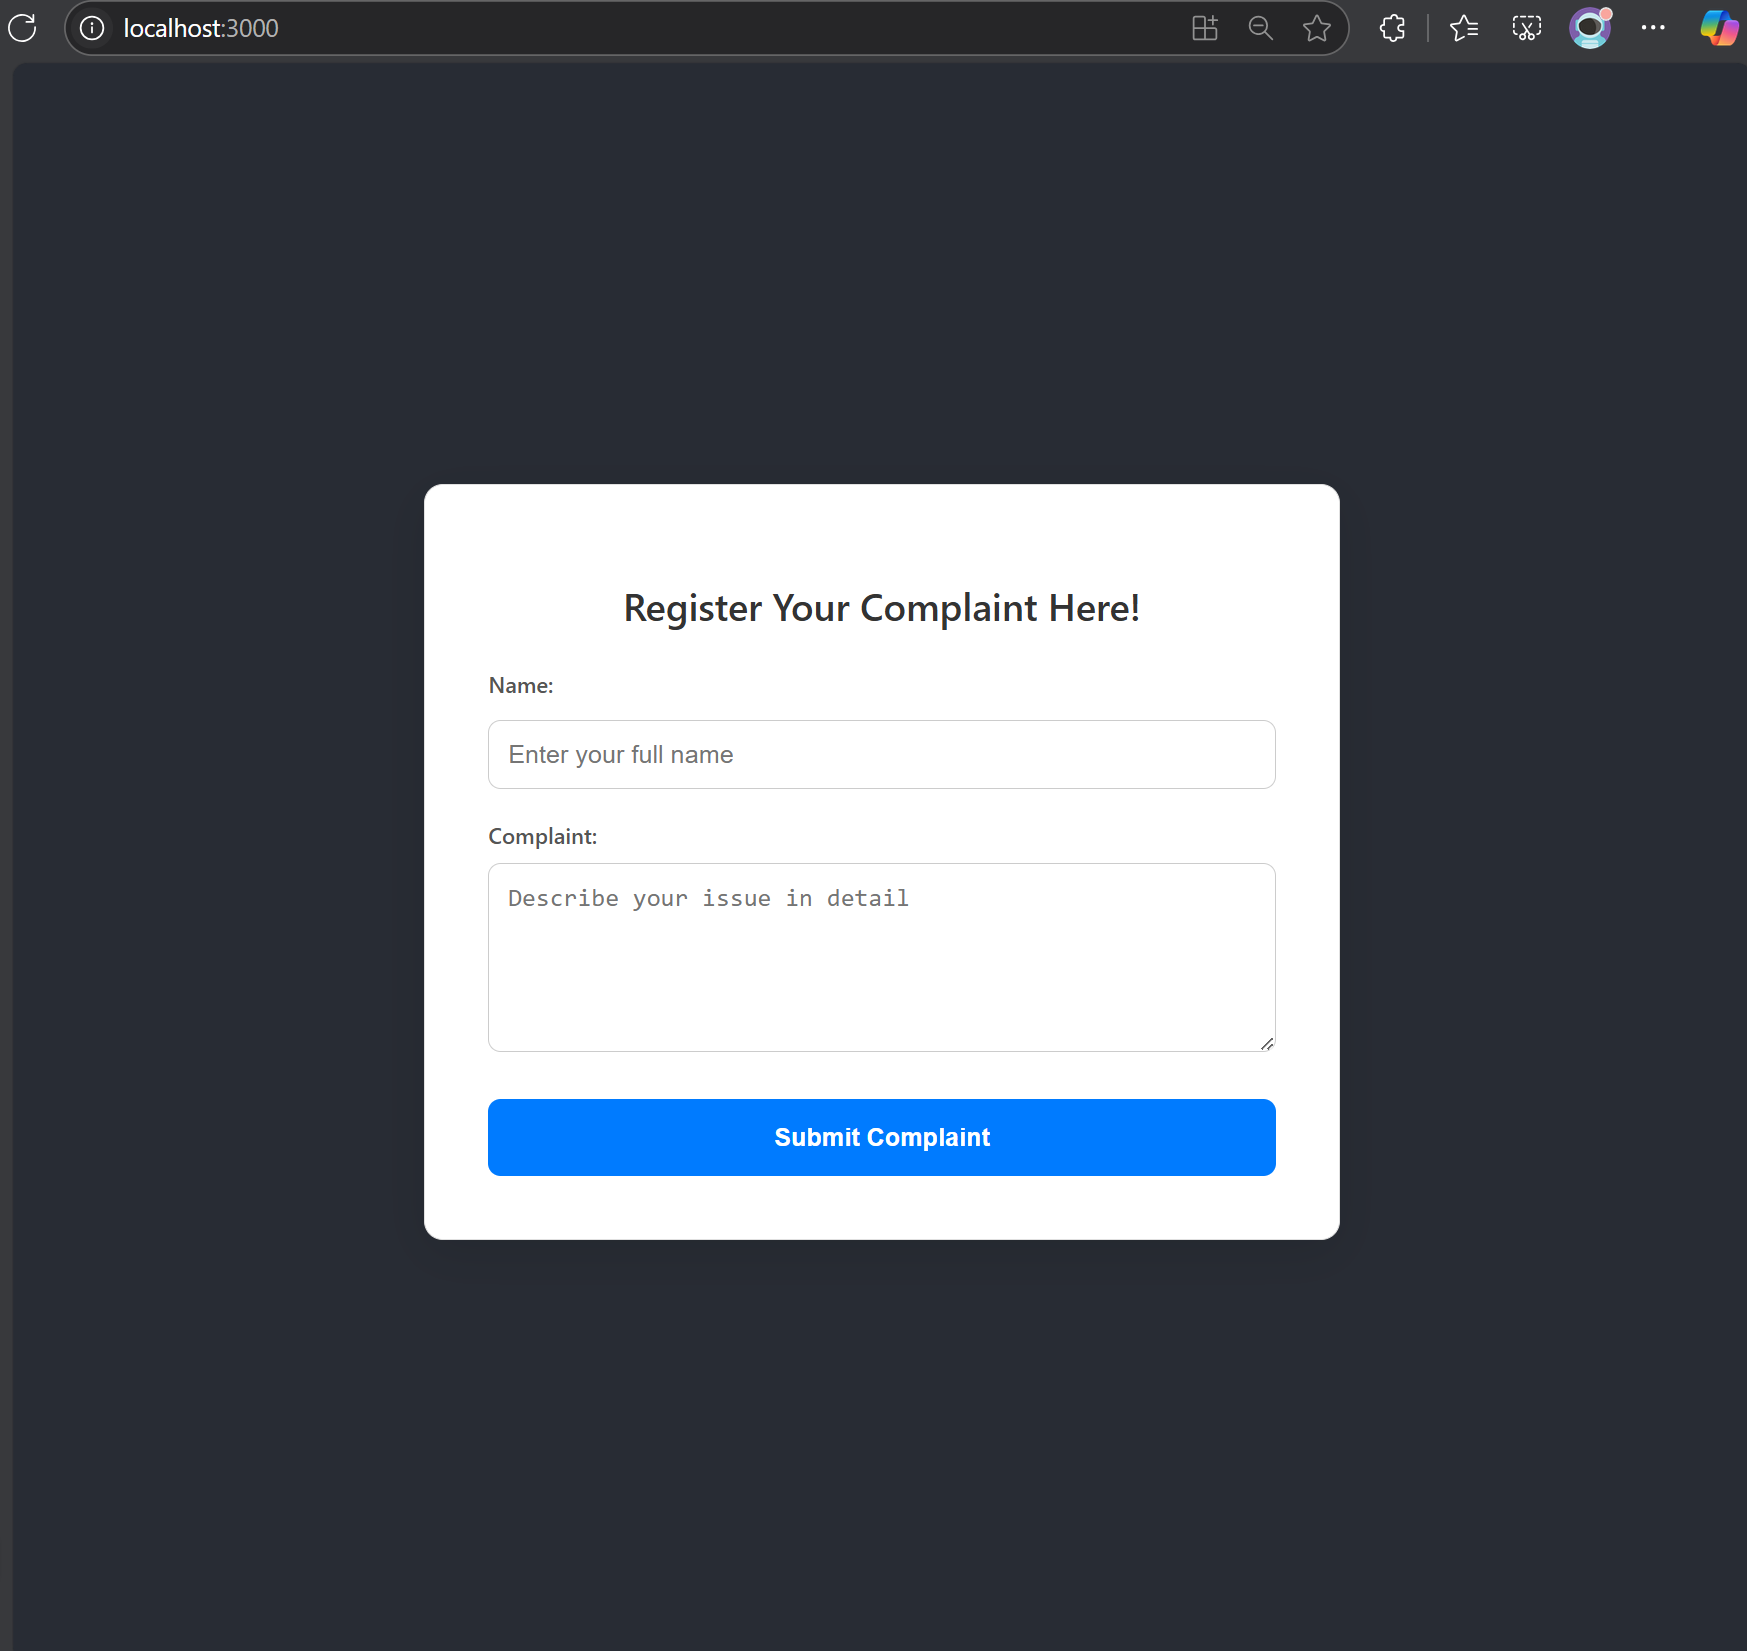 localhost:3000
Register Your Complaint Here!
Name:
Enter your full name
Complaint:
Describe your issue in detail
Submit Complaint